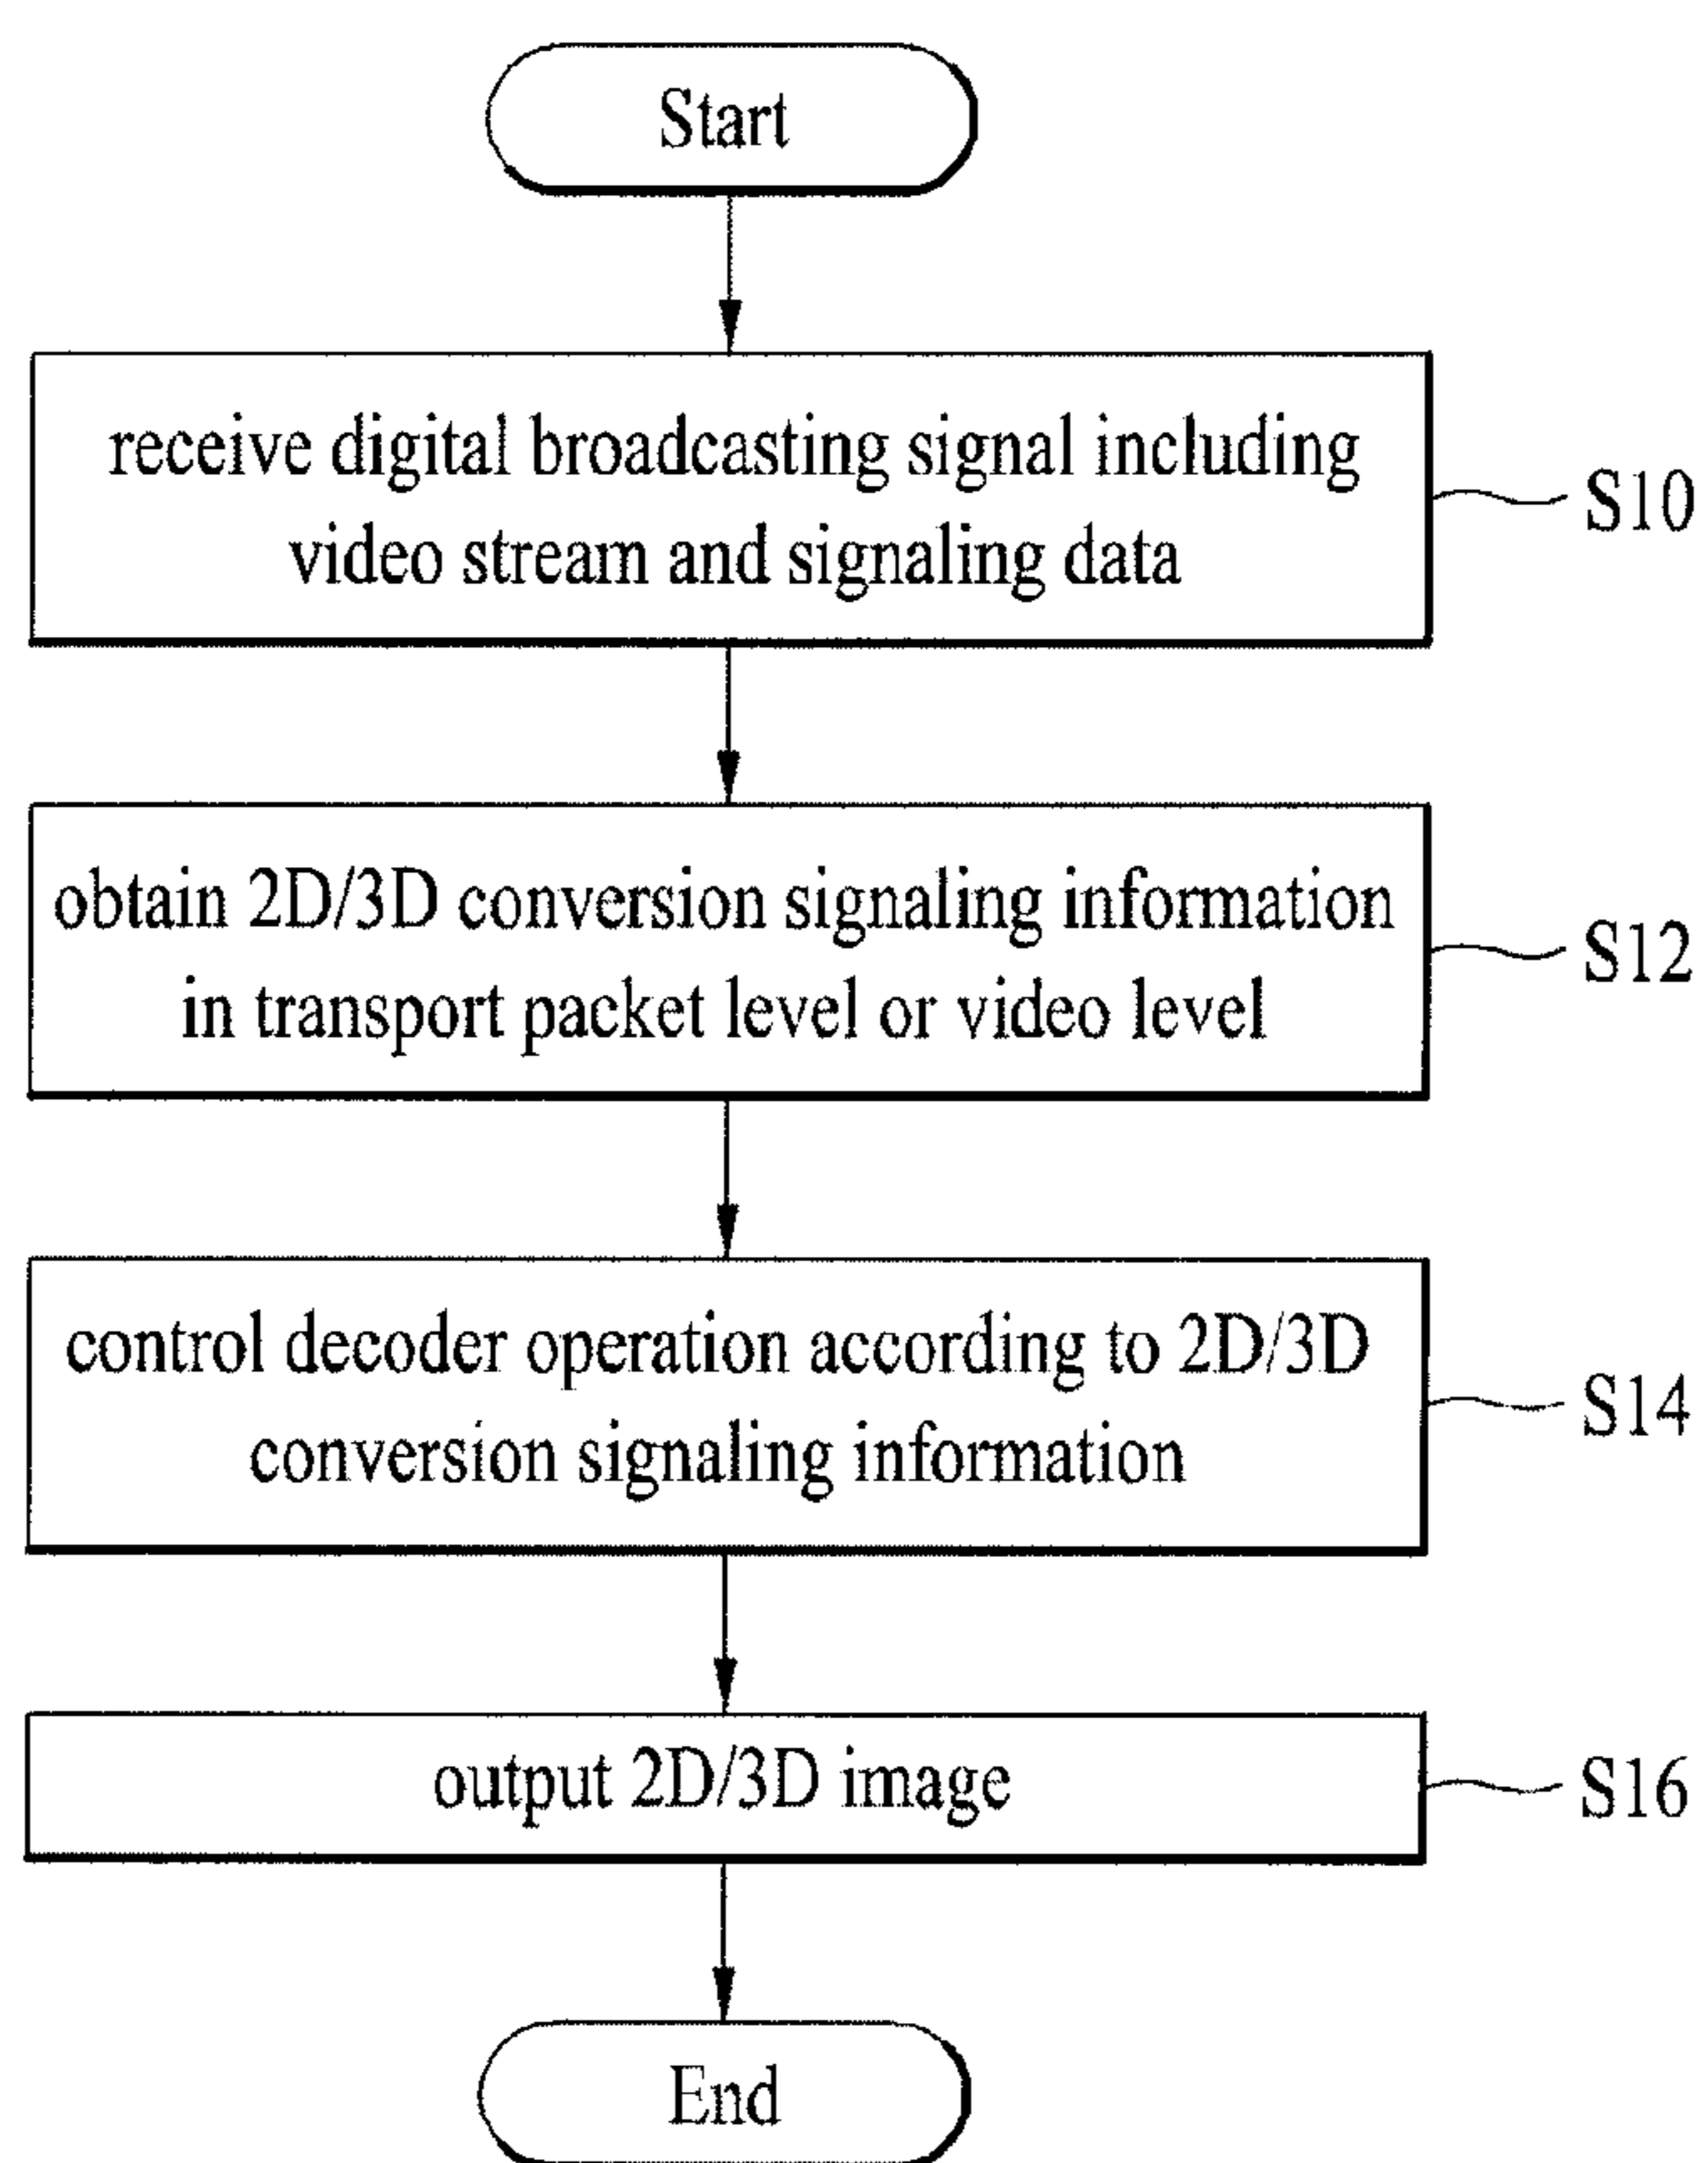 Start
receive digital broadcasting signal including
video stream and signaling data
S10
obtain 2D/3D conversion signaling information
in transport packet level or video level
S12
control decoder operation according to 2D/3D
conversion signaling information
S14
output 2D/3D image
S16
End